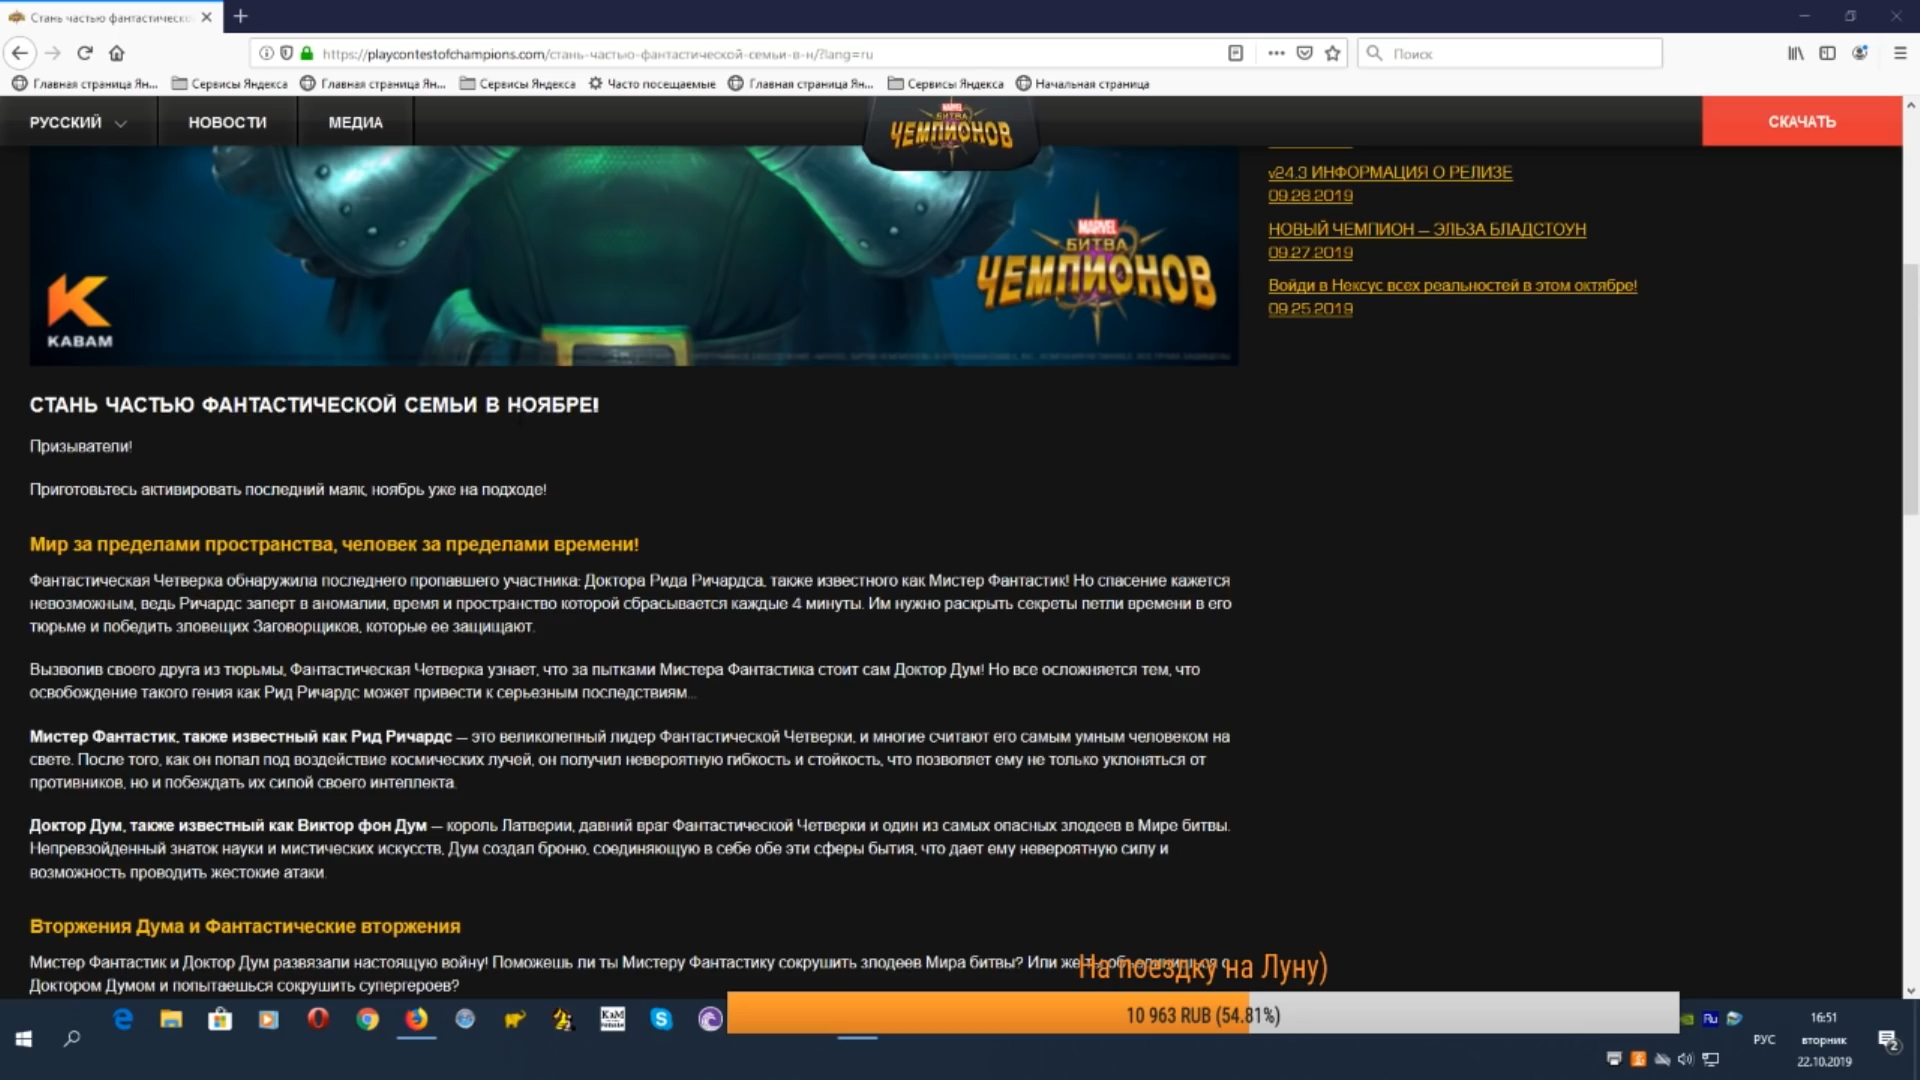 Стань частью фантастическо
https://playcontestofchampions.com/стань-частью-фантастической-семьи-в-н/?lang=ru
Поиск
Главная страница Ян... Сервисы Яндекса Главная страница Ян... Сервисы Яндекса Часто посещаемые Главная страница Ян... Сервисы Яндекса Начальная страница
РУССКИЙ НОВОСТИ МЕДИА
MARVEL
БИТВА
ЧЕМПИОНОВ
СКАЧАТЬ
KABAM
MARVEL
БИТВА
ЧЕМПИОНОВ
v24.3 ИНФОРМАЦИЯ О РЕЛИЗЕ
09.28.2019
НОВЫЙ ЧЕМПИОН — ЭЛЬЗА БЛАДСТОУН
09.27.2019
Войди в Нексус всех реальностей в этом октябре!
09.25.2019
СТАНЬ ЧАСТЬЮ ФАНТАСТИЧЕСКОЙ СЕМЬИ В НОЯБРЕ!
Призыватели!
Приготовьтесь активировать последний маяк, ноябрь уже на подходе!
Мир за пределами пространства, человек за пределами времени!
Фантастическая Четверка обнаружила последнего пропавшего участника: Доктора Рида Ричардса, также известного как Мистер Фантастик! Но спасение кажется
невозможным, ведь Ричардс заперт в аномалии, время и пространство которой сбрасывается каждые 4 минуты. Им нужно раскрыть секреты петли времени в его
тюрьме и победить зловещих Заговорщиков, которые ее защищают.
Вызволив своего друга из тюрьмы, Фантастическая Четверка узнает, что за пытками Мистера Фантастика стоит сам Доктор Дум! Но все осложняется тем, что
освобождение такого гения как Рид Ричардс может привести к серьезным последствиям...
Мистер Фантастик, также известный как Рид Ричардс — это великолепный лидер Фантастической Четверки, и многие считают его самым умным человеком на
свете. После того, как он попал под воздействие космических лучей, он получил невероятную гибкость и стойкость, что позволяет ему не только уклоняться от
противников, но и побеждать их силой своего интеллекта.
Доктор Дум, также известный как Виктор фон Дум — король Латверии, давний враг Фантастической Четверки и один из самых опасных злодеев в Мире битвы.
Непревзойденный знаток науки и мистических искусств, Дум создал броню, соединяющую в себе обе эти сферы бытия, что дает ему невероятную силу и
возможность проводить жестокие атаки.
Вторжения Дума и Фантастические вторжения
Мистер Фантастик и Доктор Дум развязали настоящую войну! Поможешь ли ты Мистеру Фантастику сокрушить злодеев Мира битвы? Или же ты объединишься с
Доктором Думом и попытаешься сокрушить супергероев?
На поездку на Луну)
10 963 RUB (54.81%)
Ru
РУС
16:51
вторник
22.10.2019
2